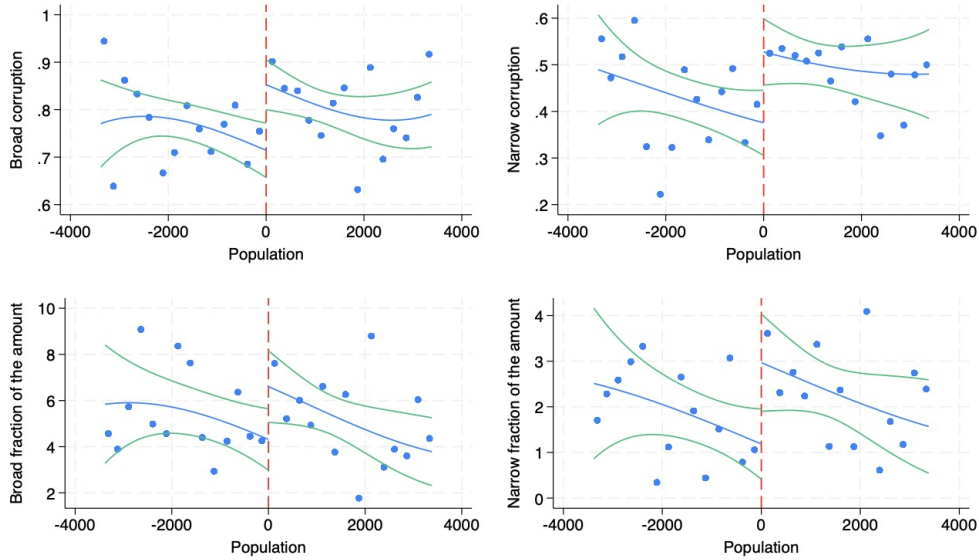 Broad corruption
1
.9
.8
.7
.6
-4000 -2000 0 2000 4000
Population
Narrow corruption
.6
.5
.4
.3
.2
-4000 -2000 0 2000 4000
Population
Broad fraction of the amount
10
8
6
4
2
-4000 -2000 0 2000 4000
Population
Narrow fraction of the amount
4
3
2
1
0
-4000 -2000 0 2000 4000
Population